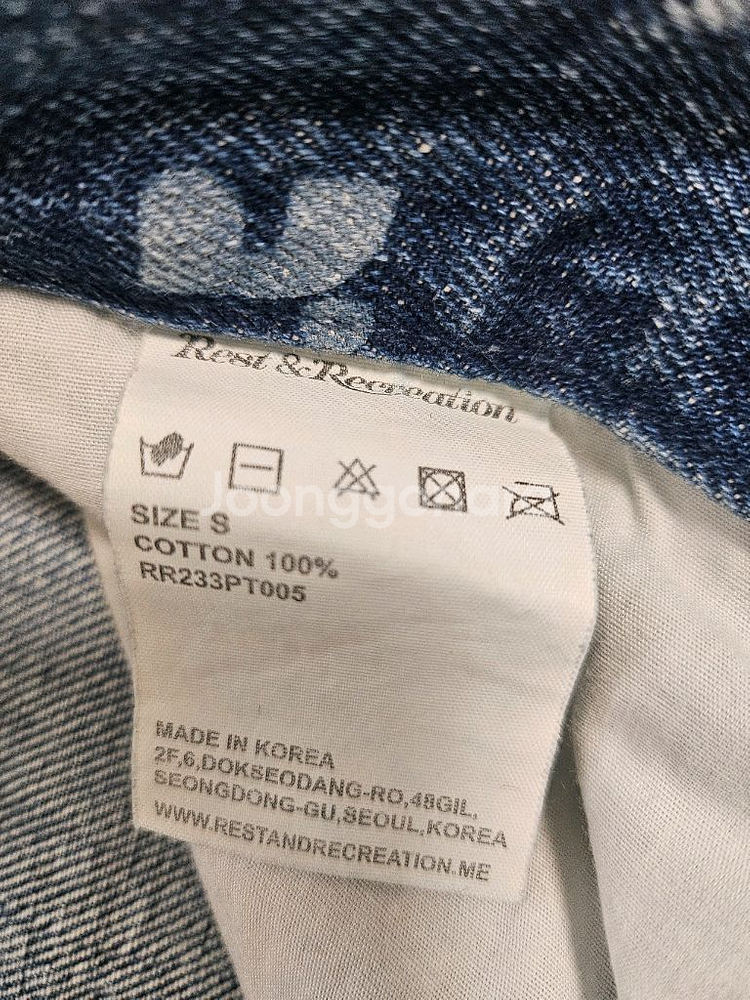 Rest & Recreation
Joonggonara
SIZE S
COTTON 100%
RR233PT005
MADE IN KOREA
2F,6,DOKSEODANG-RO,48GIL,
SEONGDONG-GU,SEOUL,KOREA
WWW.RESTANDRECREATION.ME